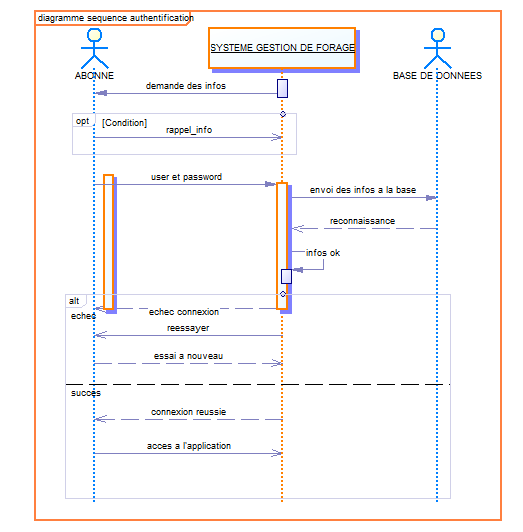 diagramme sequence authentification
SYSTEME GESTION DE FORAGE
ABONNE
BASE DE DONNEES
demande des infos
opt
[Condition]
rappel_info
user et password
envoi des infos a la base
reconnaissance
infos ok
alt
echec
echec connexion
reessayer
essai a nouveau
succes
connexion reussie
acces a l'application